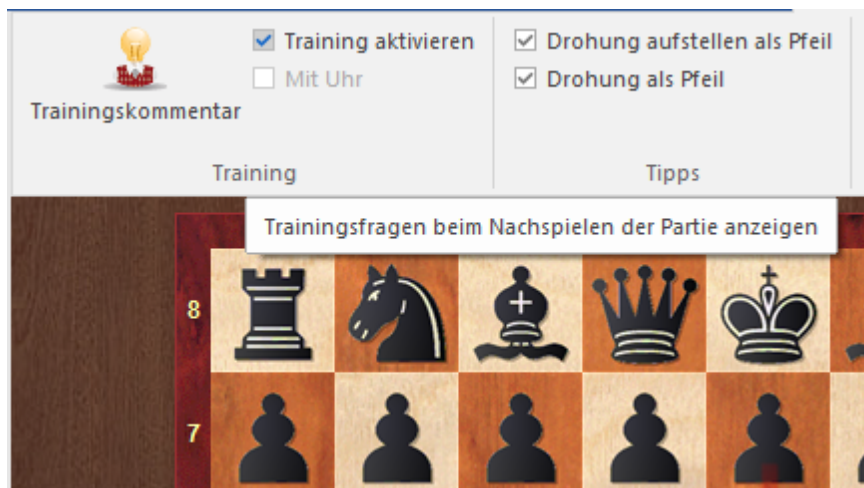 Training aktivieren
Mit Uhr
Trainingskommentar
Training
Drohung aufstellen als Pfeil
Drohung als Pfeil
Tipps
Trainingsfragen beim Nachspielen der Partie anzeigen
8
7